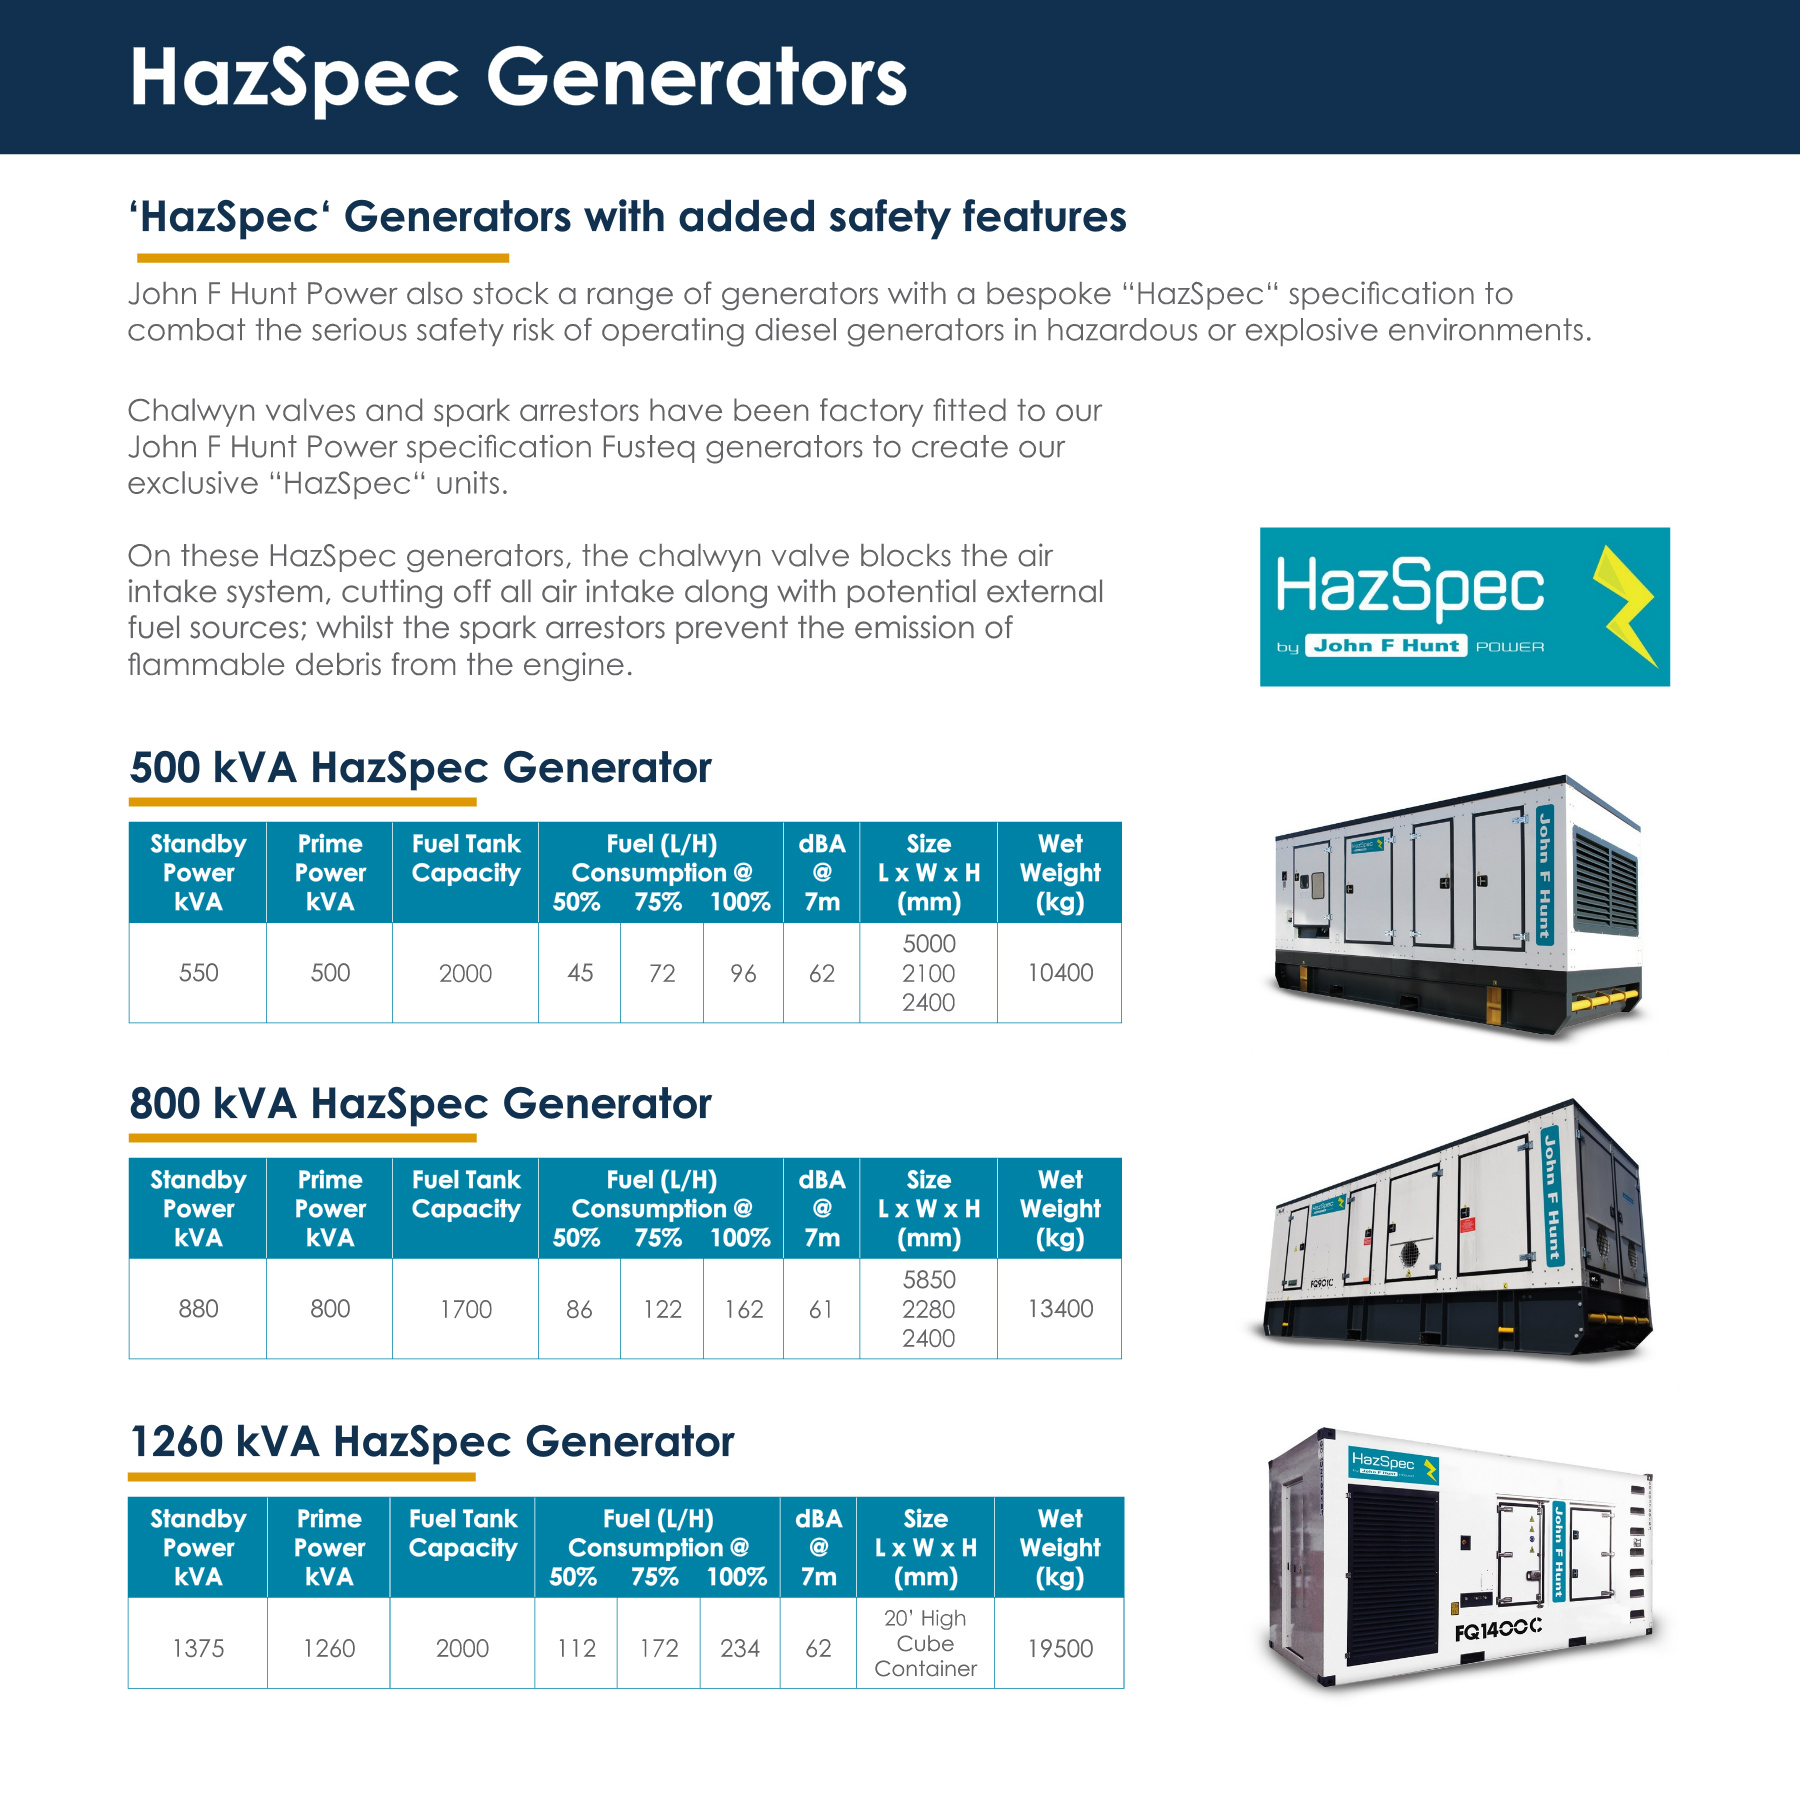 HazSpec Generators
‘HazSpec‘ Generators with added safety features
John F Hunt Power also stock a range of generators with a bespoke “HazSpec“ specification to
combat the serious safety risk of operating diesel generators in hazardous or explosive environments.
Chalwyn valves and spark arrestors have been factory fitted to our
John F Hunt Power specification Fusteq generators to create our
exclusive “HazSpec“ units.
On these HazSpec generators, the chalwyn valve blocks the air
intake system, cutting off all air intake along with potential external
fuel sources; whilst the spark arrestors prevent the emission of
flammable debris from the engine.
HazSpec
by John F Hunt POWER
500 kVA HazSpec Generator
Standby Prime Fuel Tank Fuel (L/H) dBA Size Wet
Power Power Capacity Consumption @ @ L x W x H Weight
kVA kVA 50% 75% 100% 7m (mm) (kg)
5000
550 500 2000 45 72 96 62 2100 10400
2400
HazSpec
John F Hunt
800 kVA HazSpec Generator
Standby Prime Fuel Tank Fuel (L/H) dBA Size Wet
Power Power Capacity Consumption @ @ L x W x H Weight
kVA kVA 50% 75% 100% 7m (mm) (kg)
5850
880 800 1700 86 122 162 61 2280 13400
2400
HazSpec
John F Hunt
FQ901C
1260 kVA HazSpec Generator
Standby Prime Fuel Tank Fuel (L/H) dBA Size Wet
Power Power Capacity Consumption @ @ L x W x H Weight
kVA kVA 50% 75% 100% 7m (mm) (kg)
20’ High
1375 1260 2000 112 172 234 62 Cube 19500
Container
HazSpec
by John F Hunt POWER
John F Hunt
FQ1400C